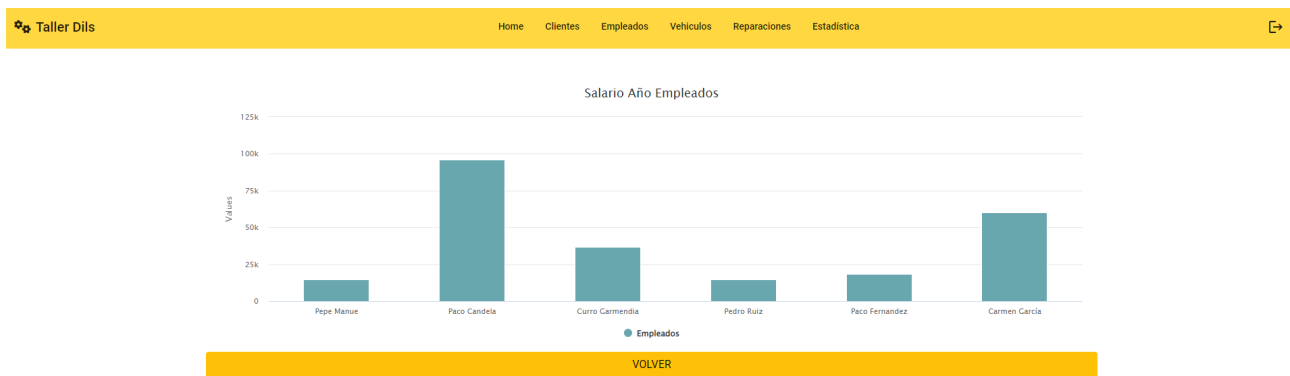 Taller Dils
Home Clientes Empleados Vehiculos Reparaciones Estadística
Salario Año Empleados
125k
100k
75k
50k
25k
0
Values
Pepe Manue Paco Candela Curro Garmendia Pedro Ruiz Paco Fernandez Carmen García
Empleados
VOLVER